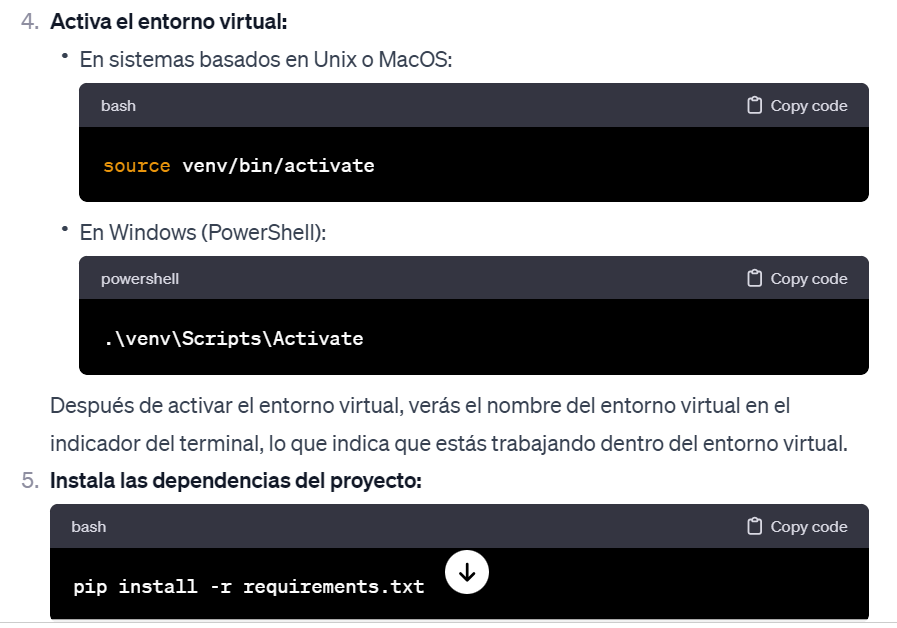 4. Activa el entorno virtual:
• En sistemas basados en Unix o MacOS:
bash Copy code
source venv/bin/activate
• En Windows (PowerShell):
powershell Copy code
.\venv\Scripts\Activate
Después de activar el entorno virtual, verás el nombre del entorno virtual en el
indicador del terminal, lo que indica que estás trabajando dentro del entorno virtual.
5. Instala las dependencias del proyecto:
bash Copy code
pip install -r requirements.txt